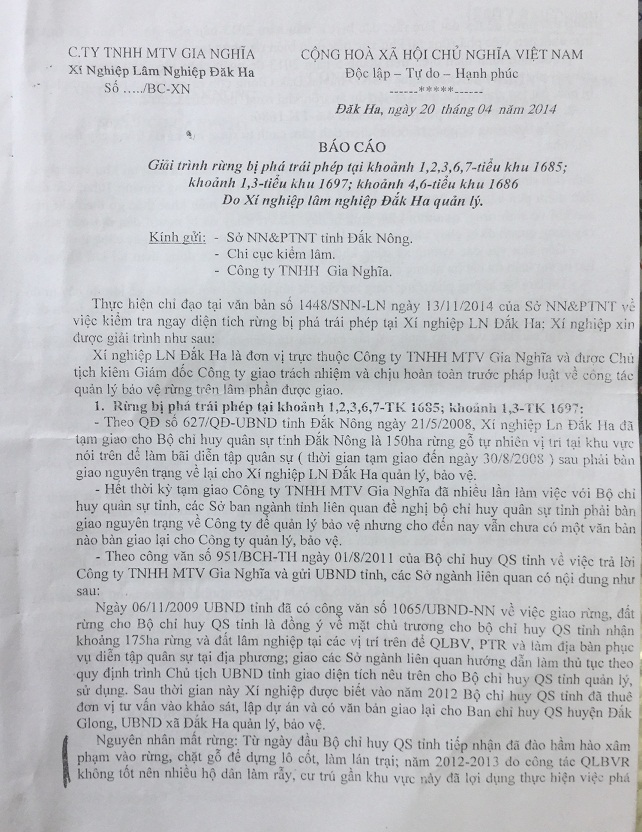 C.TY TNHH MTV GIA NGHĨA
Xí Nghiệp Lâm Nghiệp Đăk Ha
Số ...../BC-XN
CỘNG HOÀ XÃ HỘI CHỦ NGHĨA VIỆT NAM
Độc lập – Tự do – Hạnh phúc
------*****------
Đăk Ha, ngày 20 tháng 04 năm 2014
BÁO CÁO
Giải trình rừng bị phá trái phép tại khoảnh 1,2,3,6,7-tiểu khu 1685;
khoảnh 1,3-tiểu khu 1697; khoảnh 4,6-tiểu khu 1686
Do Xí nghiệp lâm nghiệp Đắk Ha quản lý.
Kính gửi: - Sở NN&PTNT tỉnh Đắk Nông.
- Chi cục kiểm lâm.
- Công ty TNHH Gia Nghĩa.
Thực hiện chỉ đạo tại văn bản số 1448/SNN-LN ngày 13/11/2014 của Sở NN&PTNT về
việc kiểm tra ngay diện tích rừng bị phá trái phép tại Xí nghiệp LN Đắk Ha: Xí nghiệp xin
được giải trình như sau:
Xí nghiệp LN Đắk Ha là đơn vị trực thuộc Công ty TNHH MTV Gia Nghĩa và được Chủ
tịch kiêm Giám đốc Công ty giao trách nhiệm và chịu hoàn toàn trước pháp luật về công tác
quản lý bảo vệ rừng trên lâm phần được giao.
1. Rừng bị phá trái phép tại khoảnh 1,2,3,6,7-TK 1685; khoảnh 1,3-TK 1697:
- Theo QĐ số 627/QĐ-UBND tỉnh Đắk Nông ngày 21/5/2008, Xí nghiệp Ln Đắk Ha đã
tạm giao cho Bộ chỉ huy quân sự tỉnh Đắk Nông là 150ha rừng gỗ tự nhiên vị trí tại khu vực
nói trên để làm bãi diễn tập quân sự ( thời gian tạm giao đến ngày 30/8/2008 ) sau phải bàn
giao nguyên trạng về lại cho Xí nghiệp LN Đắk Ha quản lý, bảo vệ.
- Hết thời kỳ tạm giao Công ty TNHH MTV Gia Nghĩa đã nhiều lần làm việc với Bộ chỉ
huy quân sự tỉnh, các Sở ban ngành tỉnh liên quan đề nghị bộ chỉ huy quân sự tỉnh phải bàn
giao nguyên trạng về Công ty để quản lý bảo vệ nhưng cho đến nay vẫn chưa có một văn bản
nào bàn giao lại cho Công ty quản lý, bảo vệ.
- Theo công văn số 951/BCH-TH ngày 01/8/2011 của Bộ chỉ huy QS tỉnh về việc trả lời
Công ty TNHH MTV Gia Nghĩa và gửi UBND tỉnh, các Sở ngành liên quan có nội dung như
sau:
Ngày 06/11/2009 UBND tỉnh đã có công văn số 1065/UBND-NN về việc giao rừng, đất
rừng cho Bộ chỉ huy QS tỉnh là đồng ý về mặt chủ trương cho bộ chỉ huy QS tỉnh nhận
khoảng 175ha rừng và đất lâm nghiệp tại các vị trí trên để QLBV, PTR và làm địa bàn phục
vụ diễn tập quân sự tại địa phương; giao các Sở ngành liên quan hướng dẫn làm thủ tục theo
quy định trình Chủ tịch UBND tỉnh giao diện tích nêu trên cho Bộ chỉ huy QS tỉnh quản lý,
sử dụng. Sau thời gian này Xí nghiệp được biết vào năm 2012 Bộ chỉ huy QS tỉnh đã thuê
đơn vị tư vấn vào khảo sát, lập dự án và có văn bản giao lại cho Ban chỉ huy QS huyện Đắk
Glong, UBND xã Đắk Ha quản lý, bảo vệ.
Nguyên nhân mất rừng: Từ ngày đầu Bộ chỉ huy QS tỉnh tiếp nhận đã đào hầm hào xâm
phạm vào rừng, chặt gỗ để dựng lô cốt, làm lán trại; năm 2012-2013 do công tác QLBVR
không tốt nên nhiều hộ dân làm rẫy, cư trú gần khu vực này đã lợi dụng thực hiện việc phá